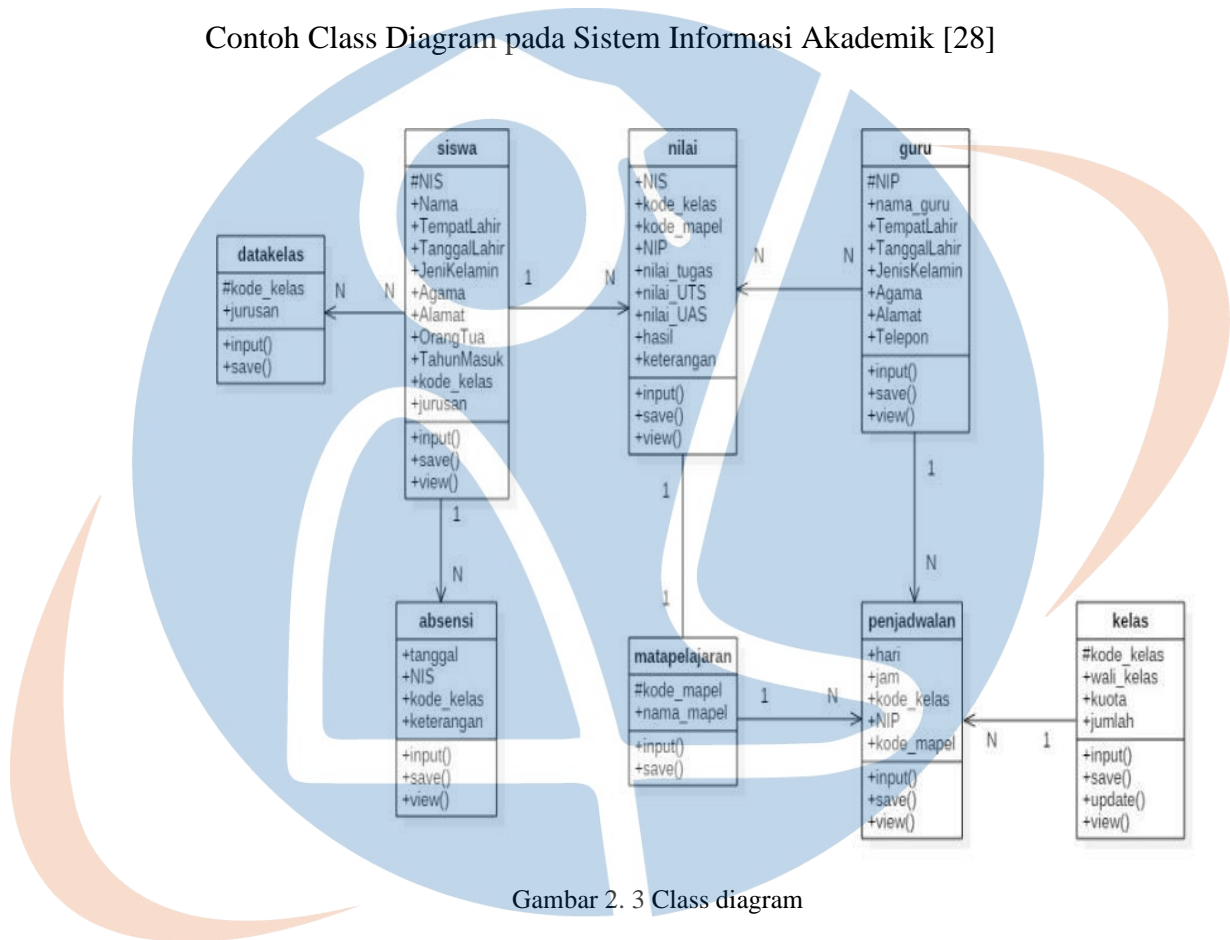 Contoh Class Diagram pada Sistem Informasi Akademik [28]
siswa
#NIS
+Nama
+TempatLahir
+TanggalLahir
+JeniKelamin
+Agama
+Alamat
+OrangTua
+TahunMasuk
+kode_kelas
+jurusan
+input()
+save()
+view()
nilai
+NIS
+kode_kelas
+kode_mapel
+NIP
+nilai_tugas
+nilai_UTS
+nilai_UAS
+hasil
+keterangan
+input()
+save()
+view()
guru
#NIP
+nama_guru
+TempatLahir
+TanggalLahir
+JenisKelamin
+Agama
+Alamat
+Telepon
+input()
+save()
+view()
datakelas
#kode_kelas
+jurusan
+input()
+save()
N N
1 N
N N
1
N
1
1
1
N
absensi
+tanggal
+NIS
+kode_kelas
+keterangan
+input()
+save()
+view()
matapelajaran
#kode_mapel
+nama_mapel
+input()
+save()
1 N
penjadwalan
+hari
+jam
+kode_kelas
+NIP
+kode_mapel
+input()
+save()
+view()
N 1
kelas
#kode_kelas
+wali_kelas
+kuota
+jumlah
+input()
+save()
+update()
+view()
Gambar 2. 3 Class diagram